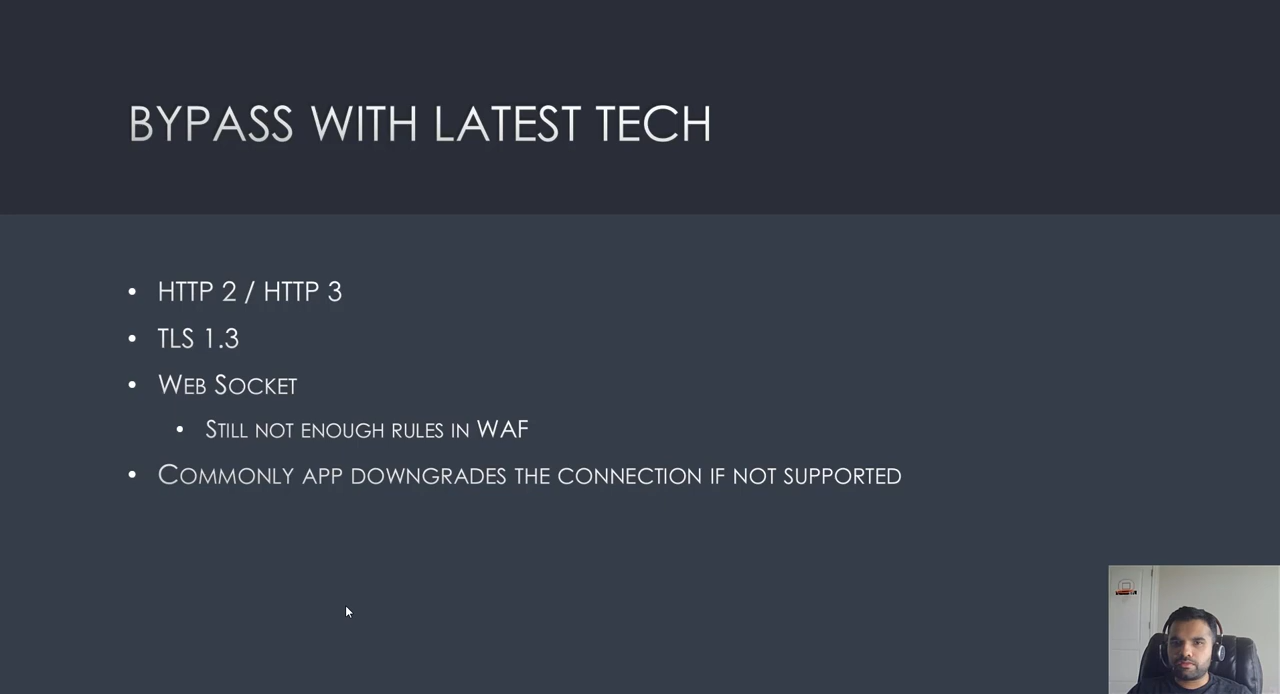 BYPASS WITH LATEST TECH
• HTTP 2 / HTTP 3
• TLS 1.3
• WEB SOCKET
• STILL NOT ENOUGH RULES IN WAF
• COMMONLY APP DOWNGRADES THE CONNECTION IF NOT SUPPORTED